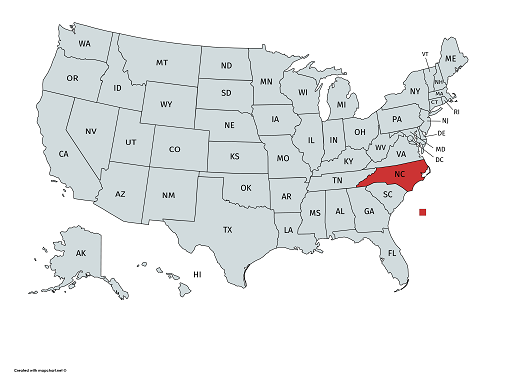 WA
MT
ND
MN
VT
ME
OR
ID
SD
WI
MI
NY
NH
MA
CT
RI
WY
NE
IA
PA
NJ
NV
UT
CO
IL
IN
OH
DE
MD
DC
CA
KS
MO
KY
WV
VA
AZ
NM
OK
AR
TN
NC
SC
TX
LA
MS
AL
GA
FL
AK
HI
Created with mapchart.net ©